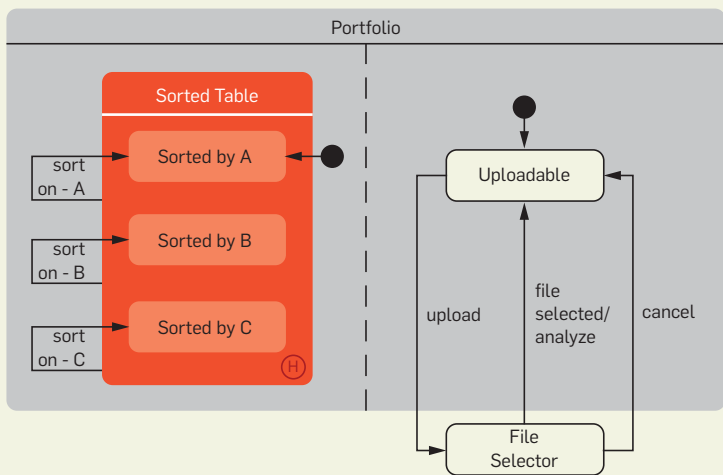 Portfolio
Sorted Table
Sorted by A
sort
on - A
Sorted by B
sort
on - B
Sorted by C
sort
on - C
H
Uploadable
upload
file
selected/
analyze
cancel
File
Selector